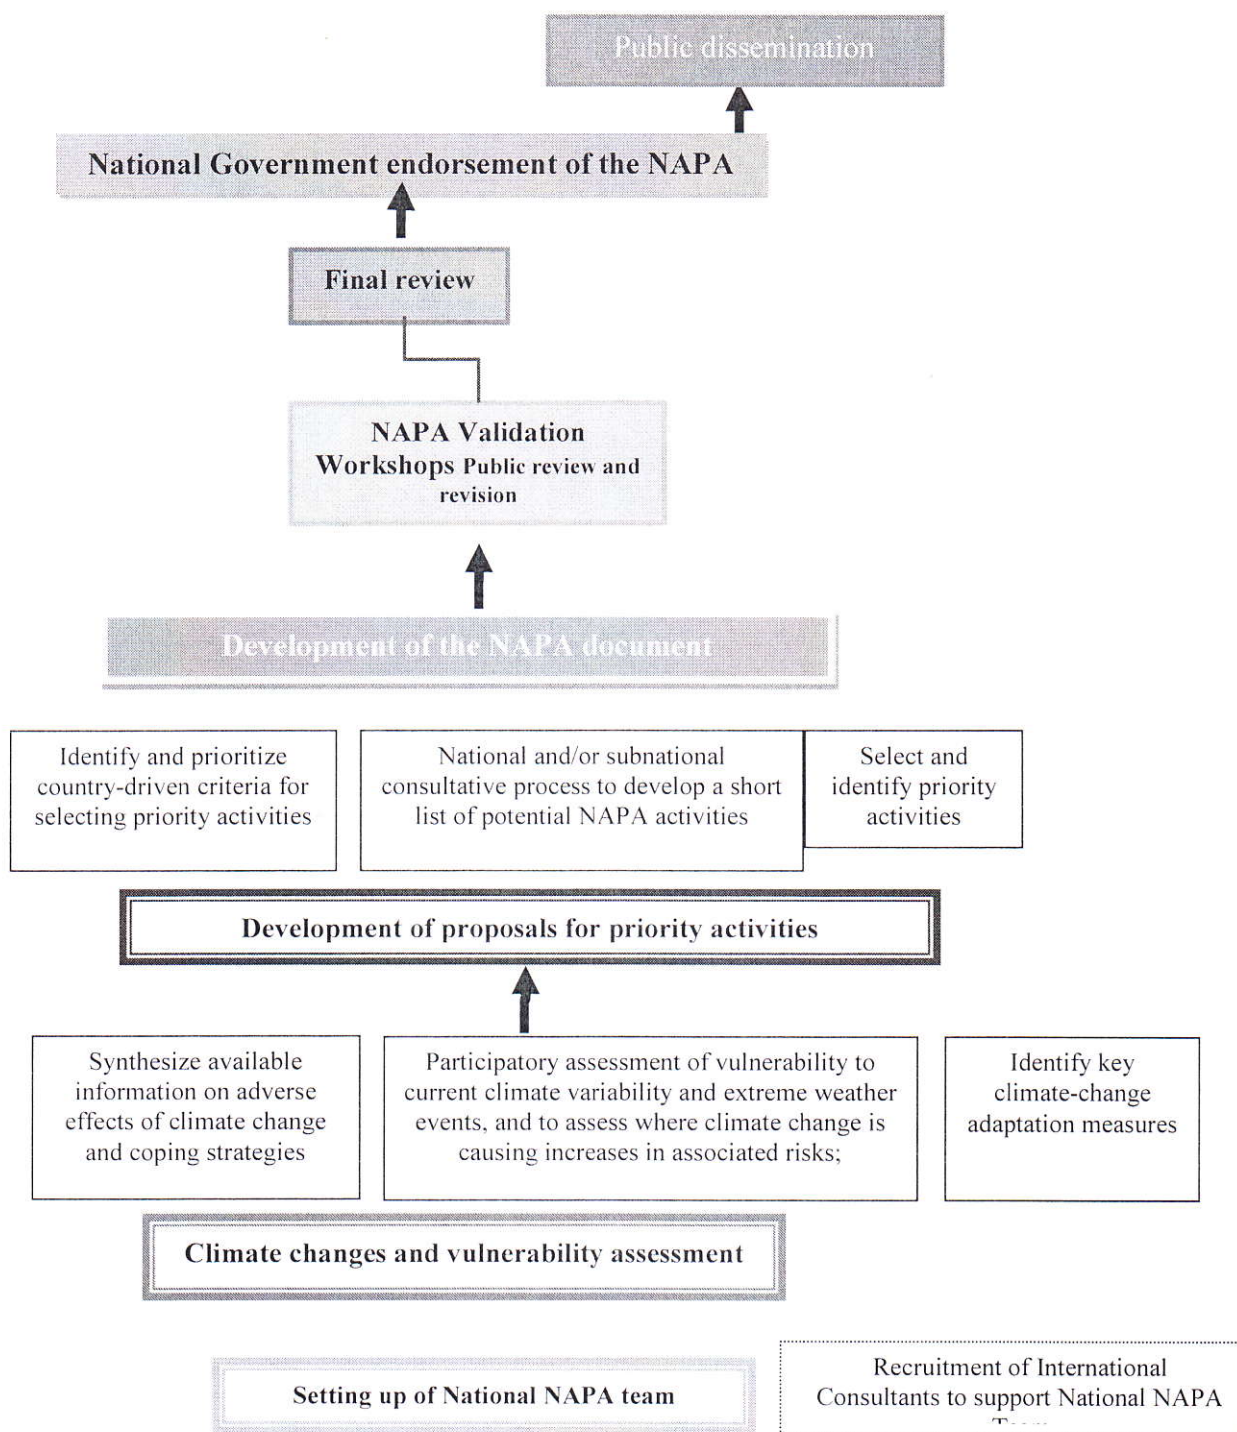 Public dissemination
National Government endorsement of the NAPA
Final review
NAPA Validation
Workshops Public review and
revision
Development of the NAPA document
Identify and prioritize
country-driven criteria for
selecting priority activities
National and/or subnational
consultative process to develop a short
list of potential NAPA activities
Select and
identify priority
activities
Development of proposals for priority activities
Synthesize available
information on adverse
effects of climate change
and coping strategies
Participatory assessment of vulnerability to
current climate variability and extreme weather
events, and to assess where climate change is
causing increases in associated risks;
Identify key
climate-change
adaptation measures
Climate changes and vulnerability assessment
Setting up of National NAPA team
Recruitment of International
Consultants to support National NAPA